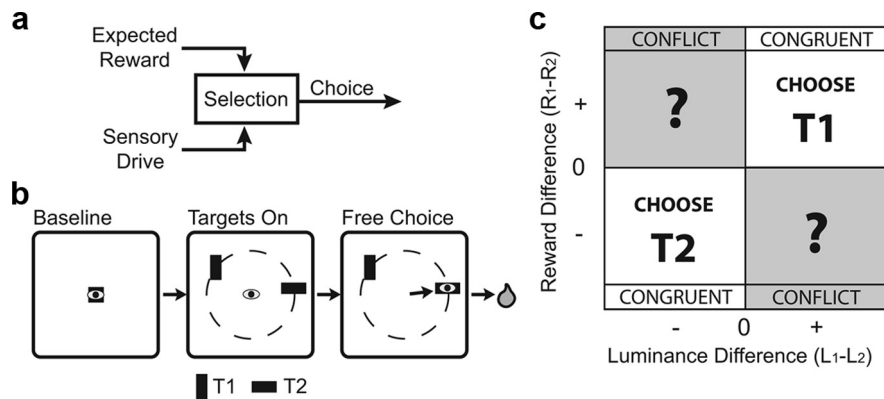 a
Expected
Reward
Selection
Choice
Sensory
Drive
b
Baseline
Targets On
Free Choice
T1
T2
c
CONFLICT
CONGRUENT
?
CHOOSE
T1
CHOOSE
T2
?
CONGRUENT
CONFLICT
Reward Difference (R1-R2)
+
0
-
-
0
+
Luminance Difference (L1-L2)